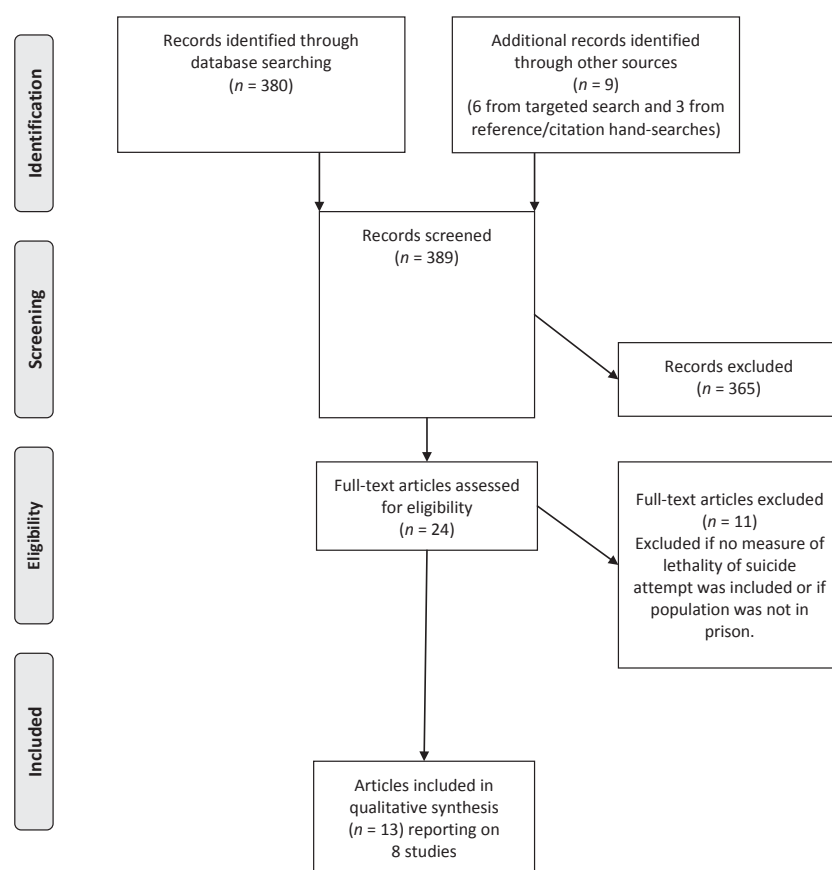 Identification
Records identified through
database searching
(n = 380)
Additional records identified
through other sources
(n = 9)
(6 from targeted search and 3 from
reference/citation hand-searches)
Screening
Records screened
(n = 389)
Records excluded
(n = 365)
Eligibility
Full-text articles assessed
for eligibility
(n = 24)
Full-text articles excluded
(n = 11)
Excluded if no measure of
lethality of suicide
attempt was included or if
population was not in
prison.
Included
Articles included in
qualitative synthesis
(n = 13) reporting on
8 studies